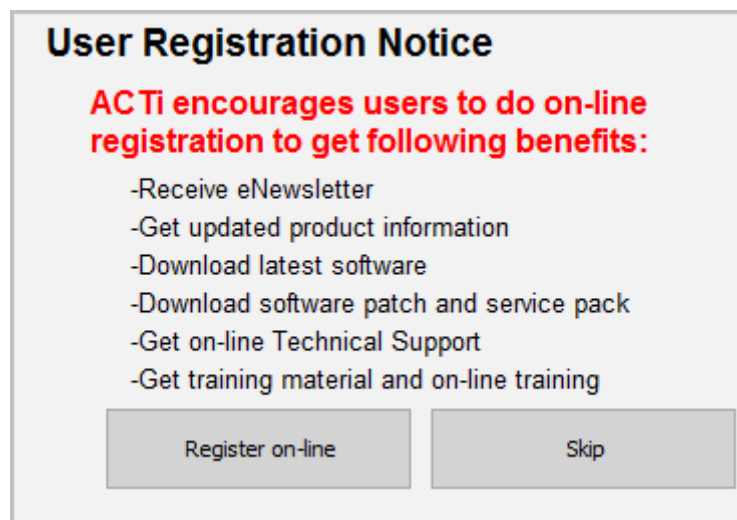 User Registration Notice
ACTi encourages users to do on-line
registration to get following benefits:
-Receive eNewsletter
-Get updated product information
-Download latest software
-Download software patch and service pack
-Get on-line Technical Support
-Get training material and on-line training
Register on-line
Skip